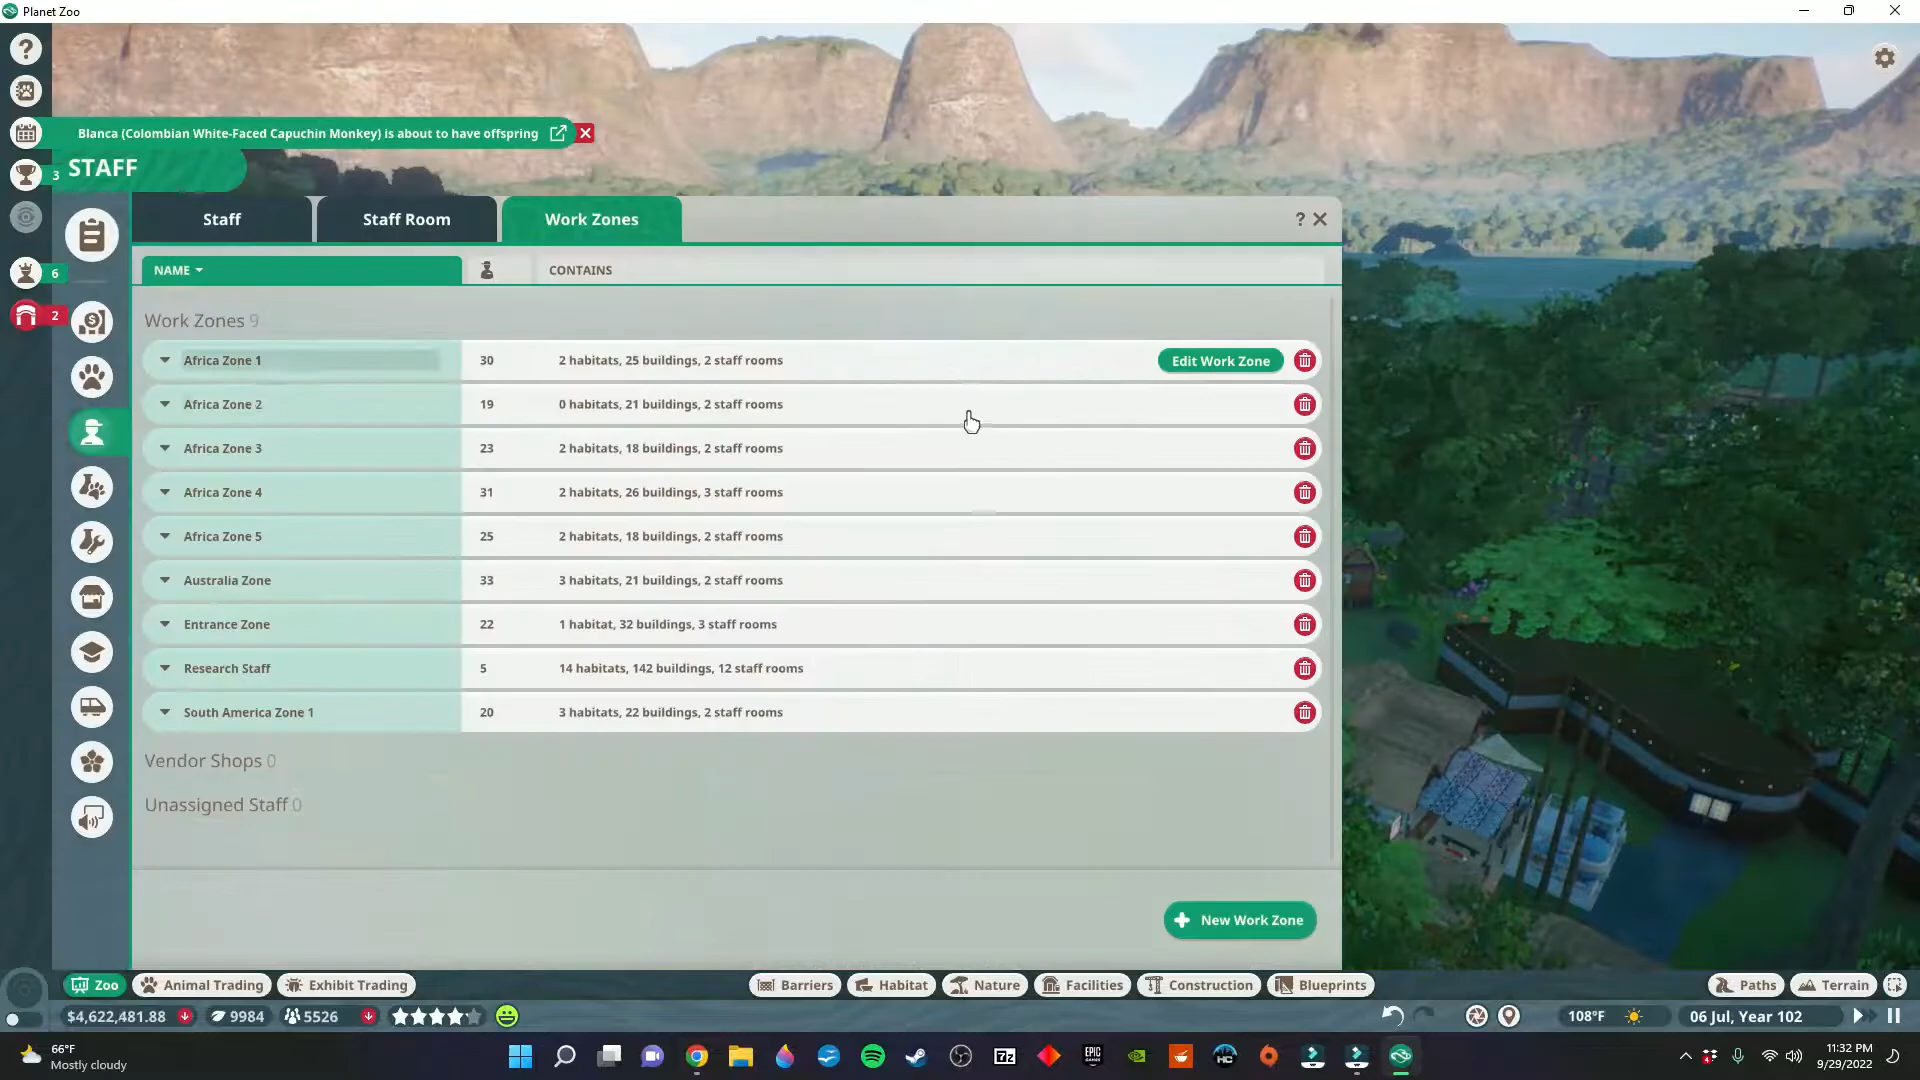 Planet Zoo
Blanca (Colombian White-Faced Capuchin Monkey) is about to have offspring
3
STAFF
Staff
Staff Room
Work Zones
?
NAME
CONTAINS
6
2
Work Zones 9
Africa Zone 1 30 2 habitats, 25 buildings, 2 staff rooms Edit Work Zone
Africa Zone 2 19 0 habitats, 21 buildings, 2 staff rooms
Africa Zone 3 23 2 habitats, 18 buildings, 2 staff rooms
Africa Zone 4 31 2 habitats, 26 buildings, 3 staff rooms
Africa Zone 5 25 2 habitats, 18 buildings, 2 staff rooms
Australia Zone 33 3 habitats, 21 buildings, 2 staff rooms
Entrance Zone 22 1 habitat, 32 buildings, 3 staff rooms
Research Staff 5 14 habitats, 142 buildings, 12 staff rooms
South America Zone 1 20 3 habitats, 22 buildings, 2 staff rooms
Vendor Shops 0
Unassigned Staff 0
New Work Zone
Zoo Animal Trading Exhibit Trading Barriers Habitat Nature Facilities Construction Blueprints Paths Terrain
$4,622,481.88 9984 5526 108°F 06 Jul, Year 102
66°F
Mostly cloudy
7z
EPIC
GAMES
HC
4
11:32 PM
9/29/2022